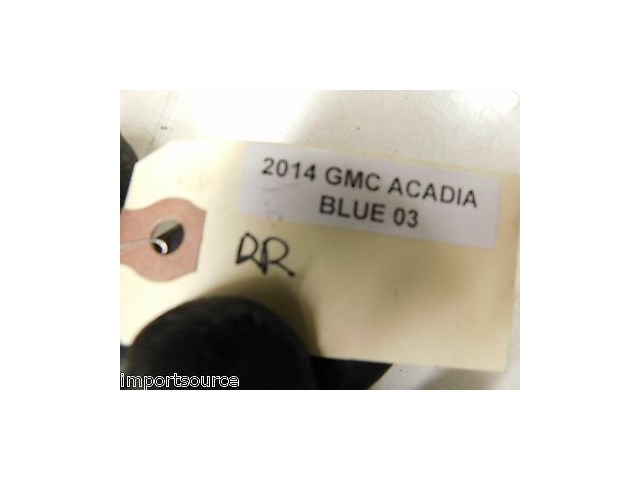 2014 GMC ACADIA
BLUE 03
RR
importsource